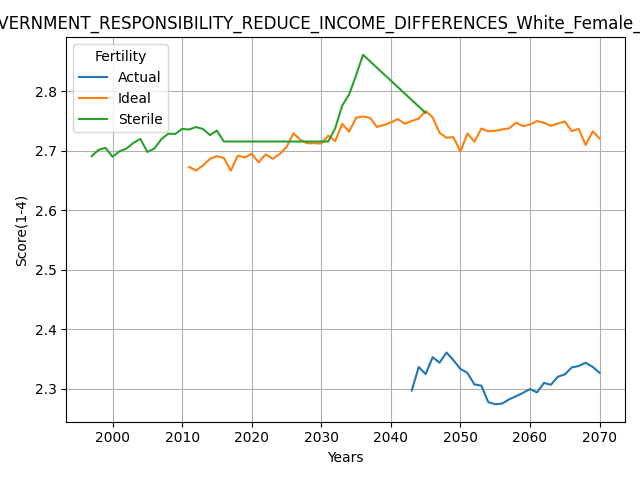 VERNMENT_RESPONSIBILITY_REDUCE_INCOME_DIFFERENCES_White_Female_
Fertility
Actual
Ideal
Sterile
Score(1-4)
2.8
2.7
2.6
2.5
2.4
2.3
2000 2010 2020 2030 2040 2050 2060 2070
Years